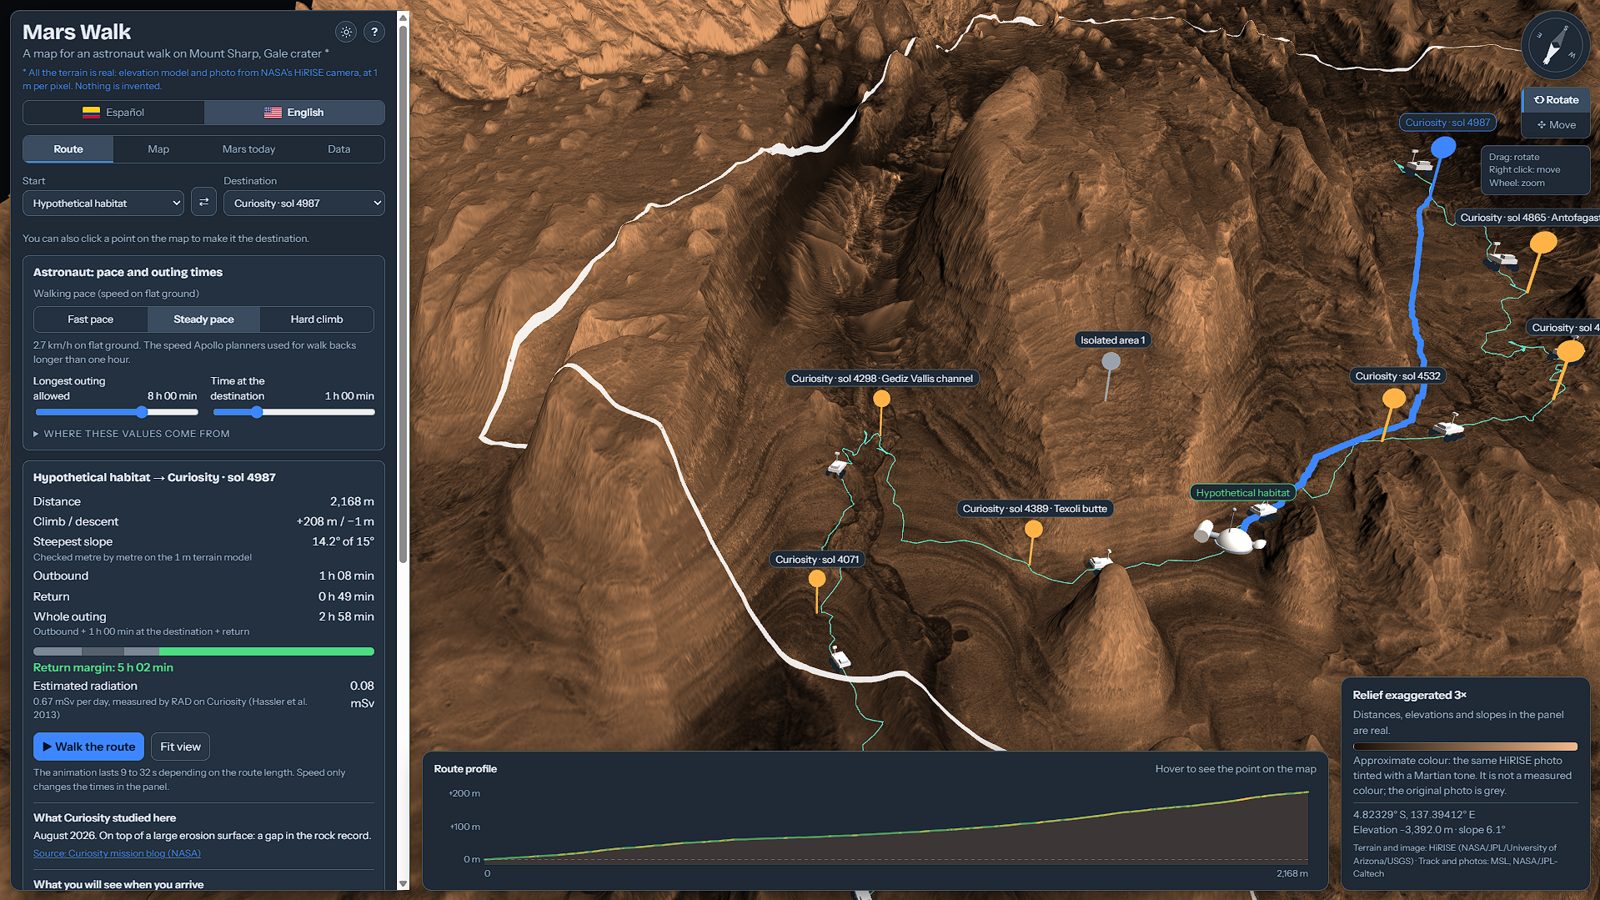 Mars Walk
?
A map for an astronaut walk on Mount Sharp, Gale crater *
* All the terrain is real: elevation model and photo from NASA's HiRISE camera, at 1
m per pixel. Nothing is invented.
Español
English
Route
Map
Mars today
Data
Start
Destination
Hypothetical habitat
⇄
Curiosity · sol 4987
You can also click a point on the map to make it the destination.
Astronaut: pace and outing times
Walking pace (speed on flat ground)
Fast pace
Steady pace
Hard climb
2.7 km/h on flat ground. The speed Apollo planners used for walk backs
longer than one hour.
Longest outing
allowed
8 h 00 min
Time at the
destination
1 h 00 min
▸ WHERE THESE VALUES COME FROM
Hypothetical habitat → Curiosity · sol 4987
Distance
2,168 m
Climb / descent
+208 m / −1 m
Steepest slope
14.2° of 15°
Checked metre by metre on the 1 m terrain model
Outbound
1 h 08 min
Return
0 h 49 min
Whole outing
2 h 58 min
Outbound + 1 h 00 min at the destination + return
Return margin: 5 h 02 min
Estimated radiation
0.08
mSv
0.67 mSv per day, measured by RAD on Curiosity (Hassler et al.
2013)
▶ Walk the route
Fit view
The animation lasts 9 to 32 s depending on the route length. Speed only
changes the times in the panel.
What Curiosity studied here
August 2026. On top of a large erosion surface: a gap in the rock record.
Source: Curiosity mission blog (NASA)
What you will see when you arrive
Curiosity · sol 4987
Curiosity · sol 4865 · Antofagast
Curiosity · sol 4
Isolated area 1
Curiosity · sol 4298 · Gediz Vallis channel
Curiosity · sol 4532
Hypothetical habitat
Curiosity · sol 4389 · Texoli butte
Curiosity · sol 4071
Rotate
Move
Drag: rotate
Right click: move
Wheel: zoom
Route profile
Hover to see the point on the map
+200 m
+100 m
0 m
0
2,168 m
Relief exaggerated 3×
Distances, elevations and slopes in the panel
are real.
Approximate colour: the same HiRISE photo
tinted with a Martian tone. It is not a measured
colour; the original photo is grey.
4.82329° S, 137.39412° E
Elevation −3,392.0 m · slope 6.1°
Terrain and image: HiRISE (NASA/JPL/University of
Arizona/USGS) · Track and photos: MSL, NASA/JPL-
Caltech